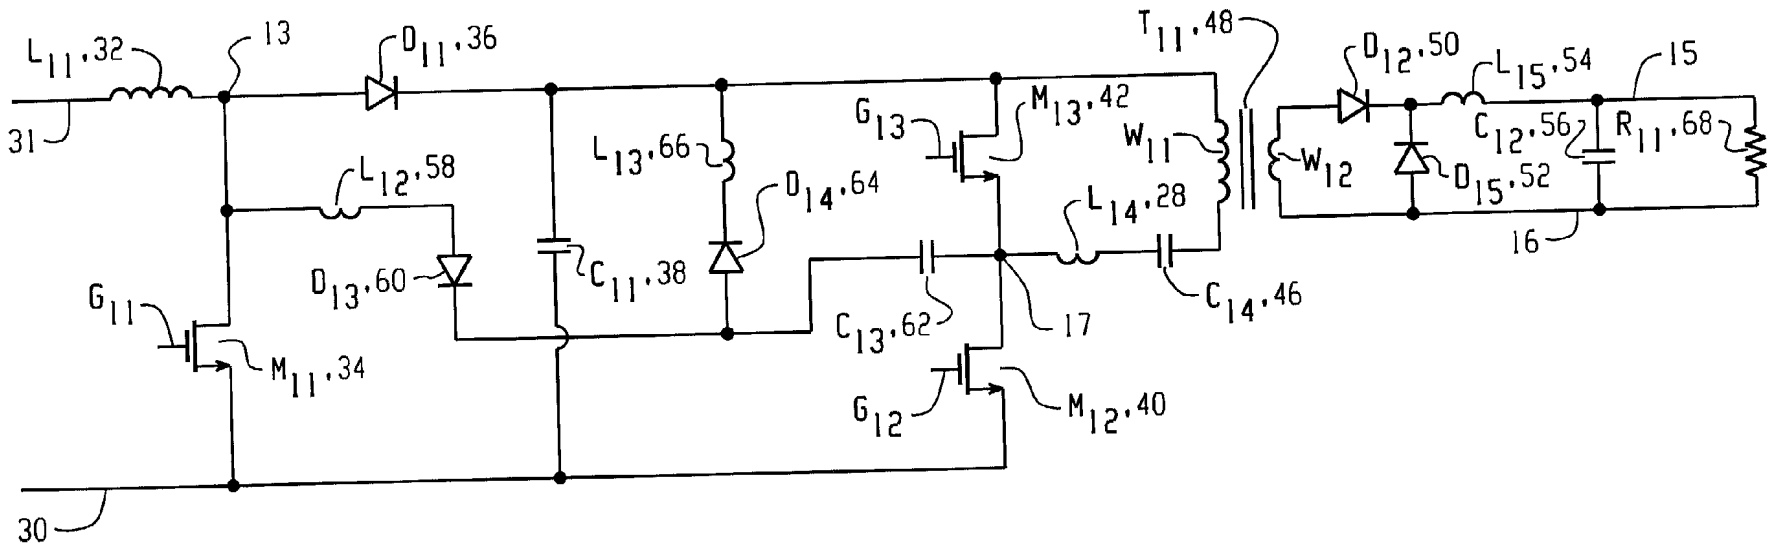 L11,32
13
D11,36
T11,48
D12,50
L15,54
15
31
G13
M13,42
W11
W12
C12,56
R11,68
L12,58
L13,66
D14,64
L14,28
D15,52
16
G11
D13,60
C11,38
C13,62
17
C14,46
M11,34
G12
M12,40
30